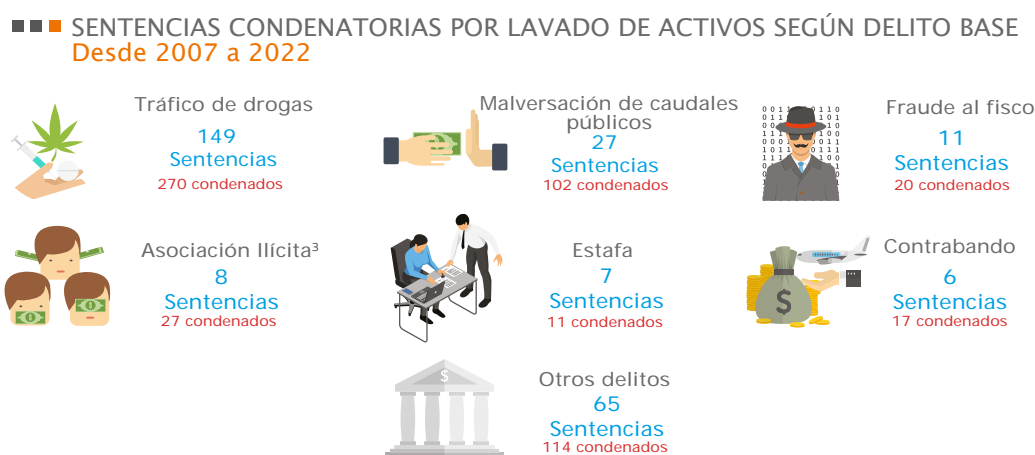 SENTENCIAS CONDENATORIAS POR LAVADO DE ACTIVOS SEGÚN DELITO BASE
Desde 2007 a 2022
Tráfico de drogas
149
Sentencias
270 condenados
Malversación de caudales
públicos
27
Sentencias
102 condenados
Fraude al fisco
11
Sentencias
20 condenados
Asociación Ilícita³
8
Sentencias
27 condenados
Estafa
7
Sentencias
11 condenados
Contrabando
6
Sentencias
17 condenados
$
$
Otros delitos
65
Sentencias
114 condenados